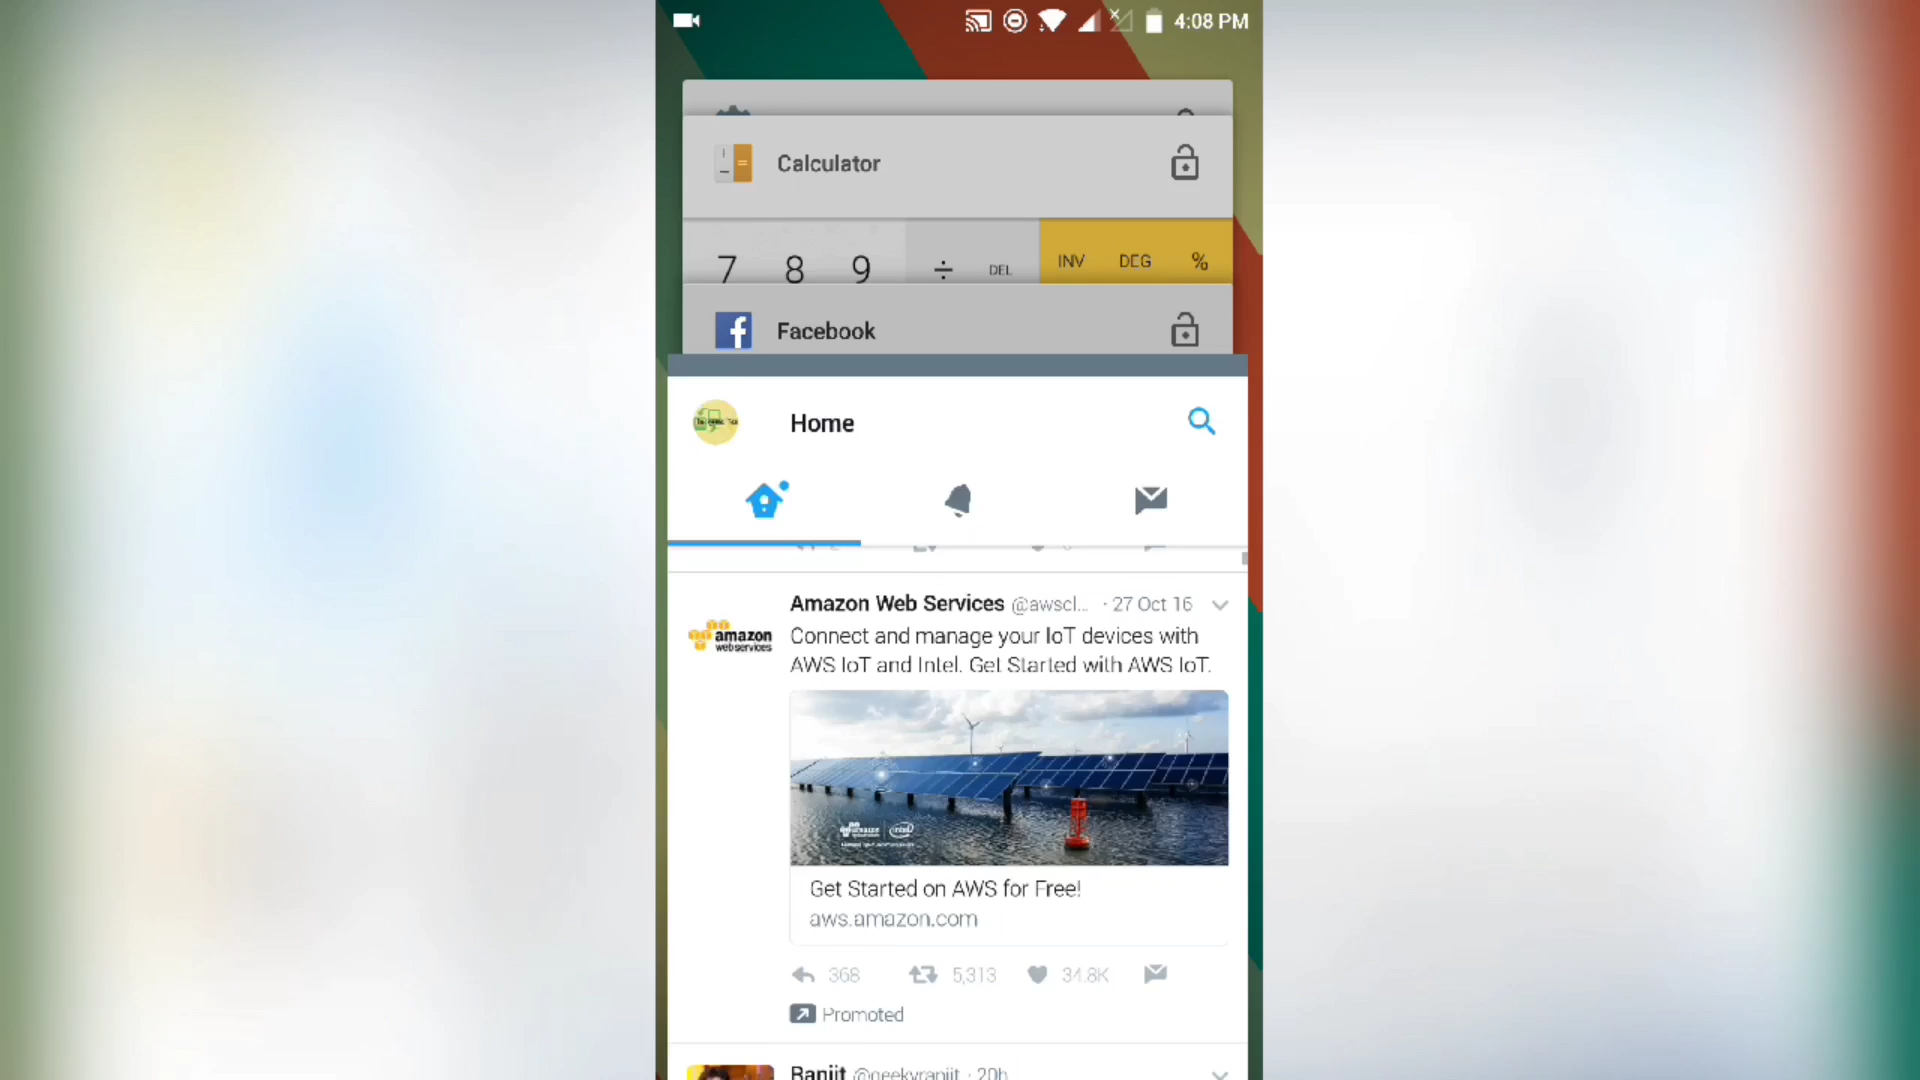 4:08 PM
Calculator
7 8 9 ÷ DEL INV DEG %
Facebook
Home
Amazon Web Services @awscl... · 27 Oct 16
amazon
webservices
Connect and manage your IoT devices with
AWS IoT and Intel. Get Started with AWS IoT.
Get Started on AWS for Free!
aws.amazon.com
368 5,313 34.8K
Promoted
Ranjit @geekyranjit · 20h